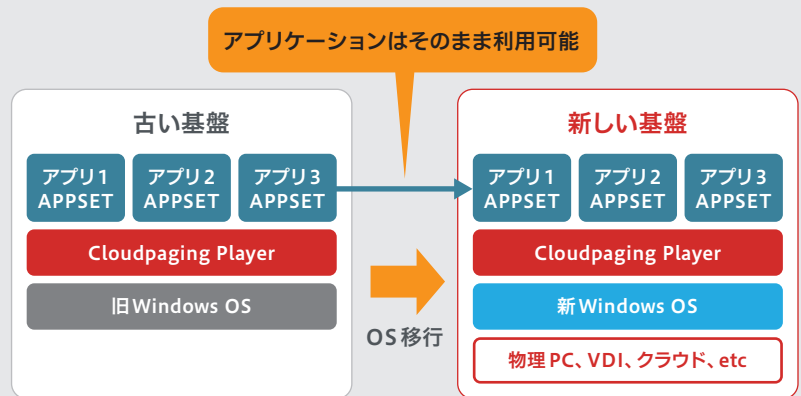 アプリケーションはそのまま利用可能
古い基盤
アプリ1
APPSET
アプリ2
APPSET
アプリ3
APPSET
Cloudpaging Player
旧Windows OS
OS移行
新しい基盤
アプリ1
APPSET
アプリ2
APPSET
アプリ3
APPSET
Cloudpaging Player
新Windows OS
物理PC、VDI、クラウド、etc